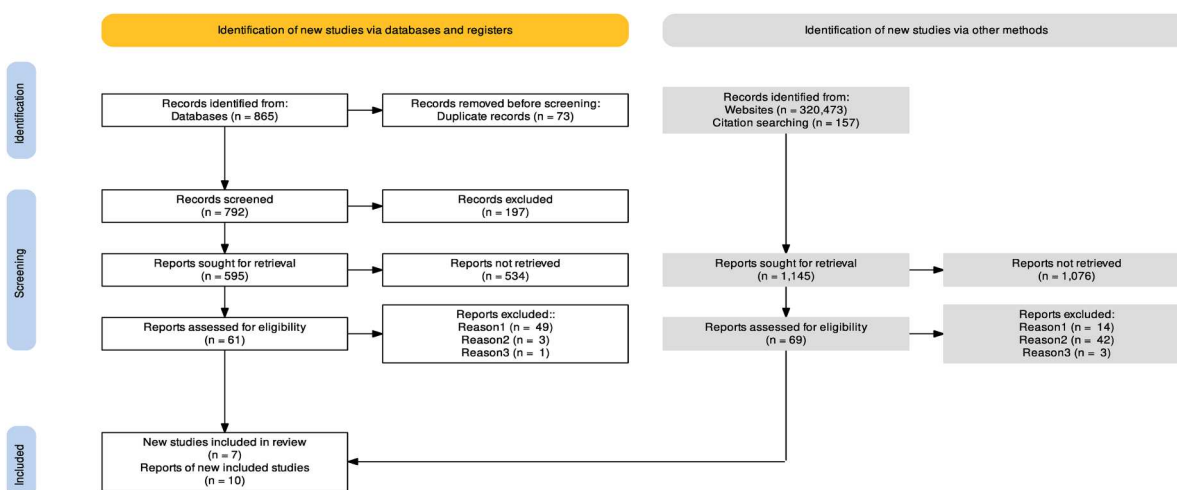 Identification of new studies via databases and registers
Identification of new studies via other methods
Identification
Records identified from:
Databases (n = 865)
Records removed before screening:
Duplicate records (n = 73)
Records identified from:
Websites (n = 320,473)
Citation searching (n = 157)
Screening
Records screened
(n = 792)
Records excluded
(n = 197)
Reports sought for retrieval
(n = 595)
Reports not retrieved
(n = 534)
Reports sought for retrieval
(n = 1,145)
Reports not retrieved
(n = 1,076)
Reports assessed for eligibility
(n = 61)
Reports excluded::
Reason1 (n = 49)
Reason2 (n = 3)
Reason3 (n = 1)
Reports assessed for eligibility
(n = 69)
Reports excluded:
Reason1 (n = 14)
Reason2 (n = 42)
Reason3 (n = 3)
Included
New studies included in review
(n = 7)
Reports of new included studies
(n = 10)